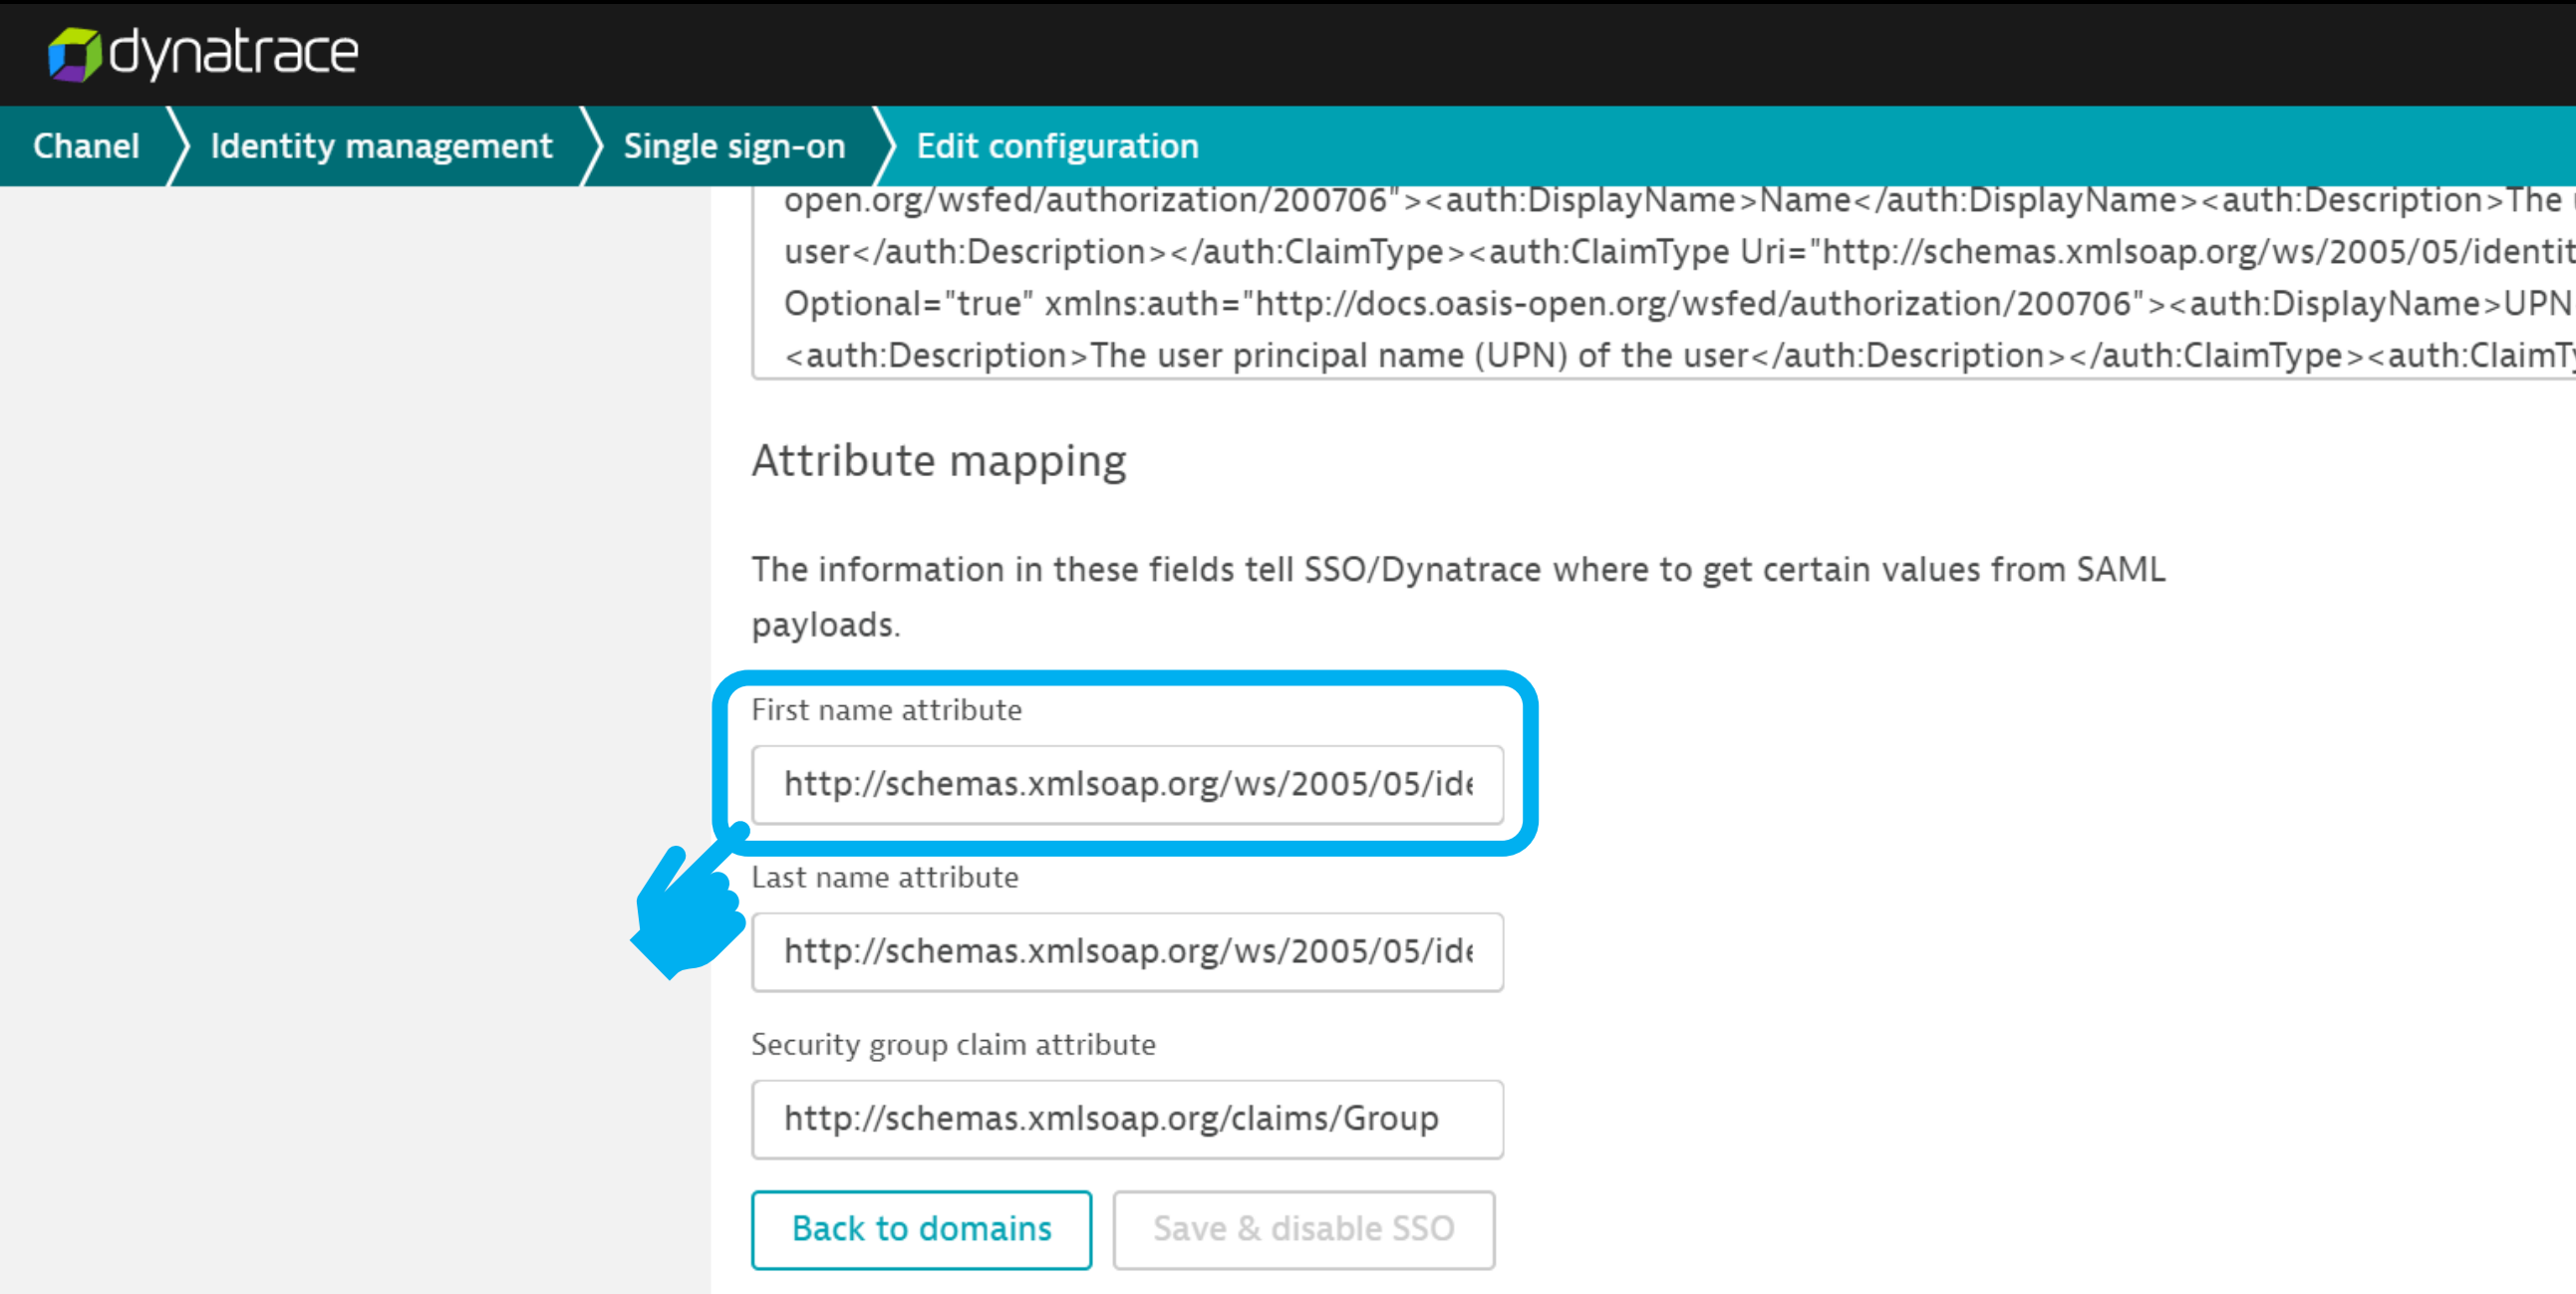 dynatrace
Chanel
Identity management
Single sign-on
Edit configuration
open.org/wsfed/authorization/200706"><auth:DisplayName>Name</auth:DisplayName><auth:Description>The
user</auth:Description></auth:ClaimType><auth:ClaimType Uri="http://schemas.xmlsoap.org/ws/2005/05/identit
Optional="true" xmlns:auth="http://docs.oasis-open.org/wsfed/authorization/200706"><auth:DisplayName>UPN
<auth:Description>The user principal name (UPN) of the user</auth:Description></auth:ClaimType><auth:ClaimTy
Attribute mapping
The information in these fields tell SSO/Dynatrace where to get certain values from SAML
payloads.
First name attribute
http://schemas.xmlsoap.org/ws/2005/05/ide
Last name attribute
http://schemas.xmlsoap.org/ws/2005/05/ide
Security group claim attribute
http://schemas.xmlsoap.org/claims/Group
Back to domains
Save & disable SSO